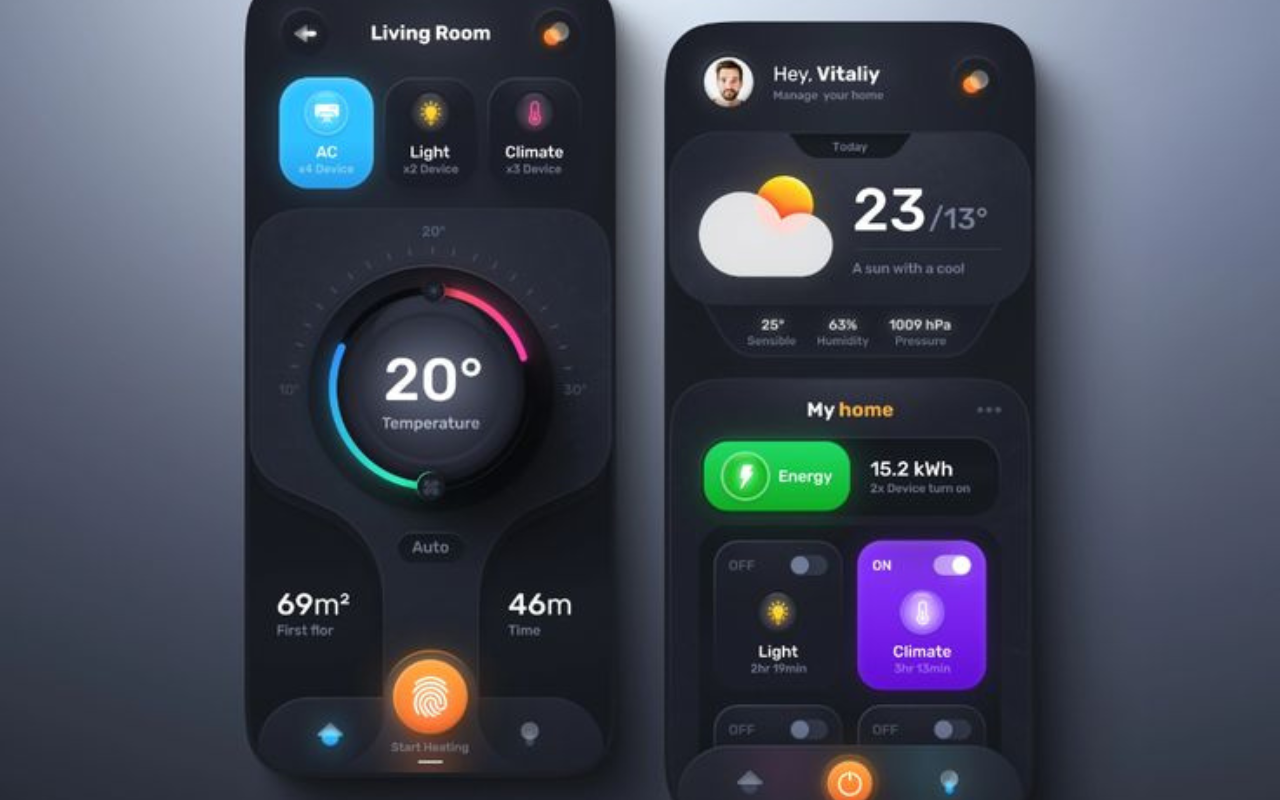 Living Room
AC
x4 Device
Light
x2 Device
Climate
x3 Device
20°
10°
30°
20°
Temperature
Auto
69m²
First flor
46m
Time
Start Heating
Hey, Vitaliy
Manage your home
Today
23/13°
A sun with a cool
25°
Sensible
63%
Humidity
1009 hPa
Pressure
My home
Energy
15.2 kWh
2x Device turn on
OFF
Light
2hr 19min
ON
Climate
3hr 13min
OFF
OFF